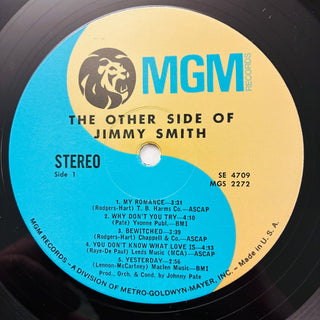 MGM
RECORDS
THE OTHER SIDE OF
JIMMY SMITH
STEREO
Side 1
SE 4709
MGS 2272
1. MY ROMANCE—3:31
(Rodgers-Hart) T. B. Harms Co.—ASCAP
2. WHY DON'T YOU TRY—4:10
(Pate) Yvonne Publ.—BMI
3. BEWITCHED—3:39
(Rodgers-Hart) Chappell & Co.—ASCAP
4. YOU DON'T KNOW WHAT LOVE IS—4:13
(Raye-De Paul) Leeds Music (MCA)—ASCAP
5. YESTERDAY—2:56
(Lennon-McCartney) Maclen Music—BMI
Prod., Orch. & Cond. by Johnny Pate
MGM RECORDS—A DIVISION OF METRO-GOLDWYN-MAYER, INC. – Made in U.S.A.